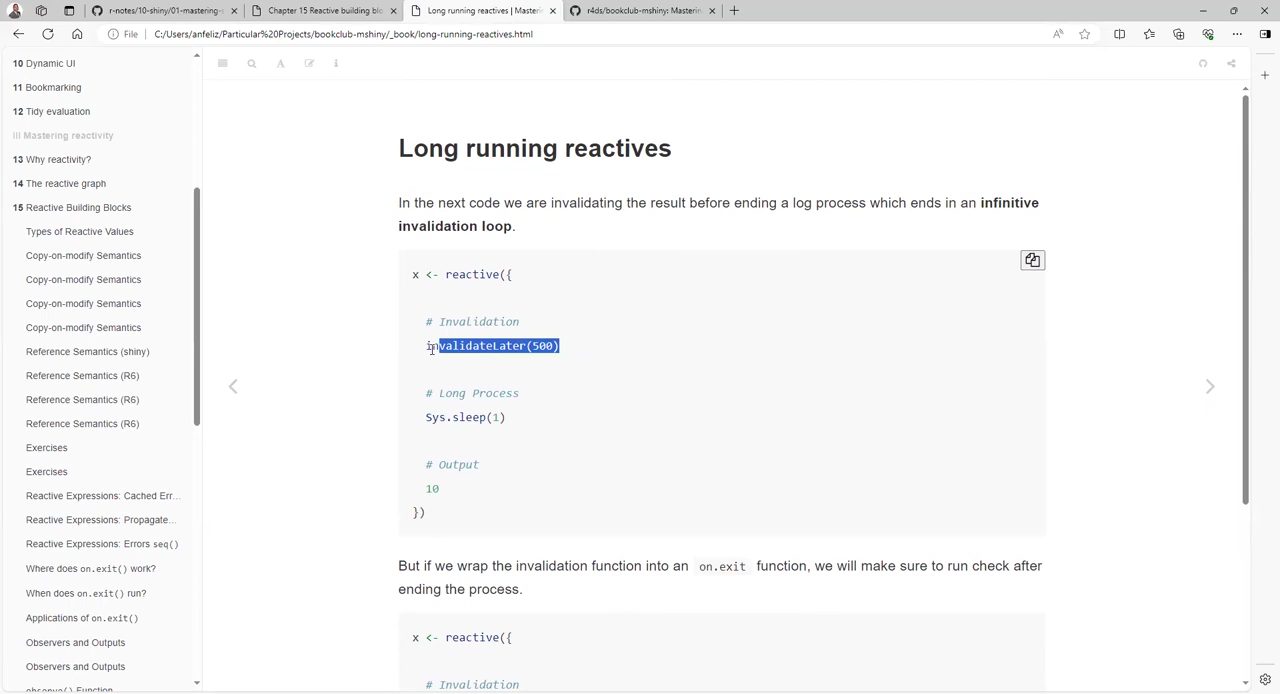 r-notes/10-shiny/01-mastering-s
Chapter 15 Reactive building blo
Long running reactives | Masteri
r4ds/bookclub-mshiny: Masterin
File
C:/Users/anfeliz/Particular%20Projects/bookclub-mshiny/_book/long-running-reactives.html
10 Dynamic UI
11 Bookmarking
12 Tidy evaluation
III Mastering reactivity
13 Why reactivity?
14 The reactive graph
15 Reactive Building Blocks
Types of Reactive Values
Copy-on-modify Semantics
Copy-on-modify Semantics
Copy-on-modify Semantics
Copy-on-modify Semantics
Reference Semantics (shiny)
Reference Semantics (R6)
Reference Semantics (R6)
Reference Semantics (R6)
Exercises
Exercises
Reactive Expressions: Cached Err...
Reactive Expressions: Propagate...
Reactive Expressions: Errors seq()
Where does on.exit() work?
When does on.exit() run?
Applications of on.exit()
Observers and Outputs
Observers and Outputs
observe() Function
Long running reactives
In the next code we are invalidating the result before ending a log process which ends in an infinitive
invalidation loop.
x <- reactive({
# Invalidation
invalidateLater(500)
# Long Process
Sys.sleep(1)
# Output
10
})
But if we wrap the invalidation function into an on.exit function, we will make sure to run check after
ending the process.
x <- reactive({
# Invalidation